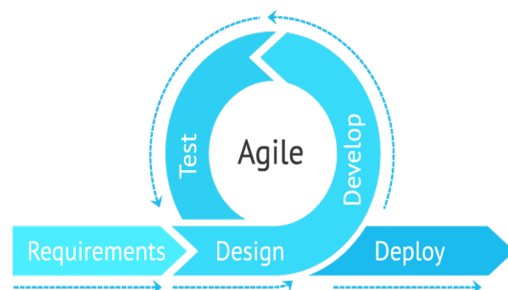 Test
Agile
Develop
Requirements
Design
Deploy